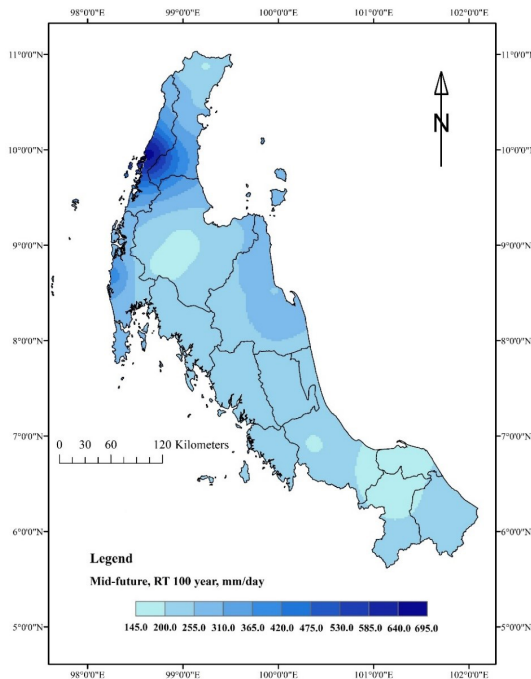 98°0'0"E 99°0'0"E 100°0'0"E 101°0'0"E 102°0'0"E
11°0'0"N 11°0'0"N
10°0'0"N 10°0'0"N
9°0'0"N 9°0'0"N
8°0'0"N 8°0'0"N
7°0'0"N 7°0'0"N
6°0'0"N 6°0'0"N
5°0'0"N 5°0'0"N
N
0 30 60 120 Kilometers
Legend
Mid-future, RT 100 year, mm/day
145.0 200.0 255.0 310.0 365.0 420.0 475.0 530.0 585.0 640.0 695.0
98°0'0"E 99°0'0"E 100°0'0"E 101°0'0"E 102°0'0"E